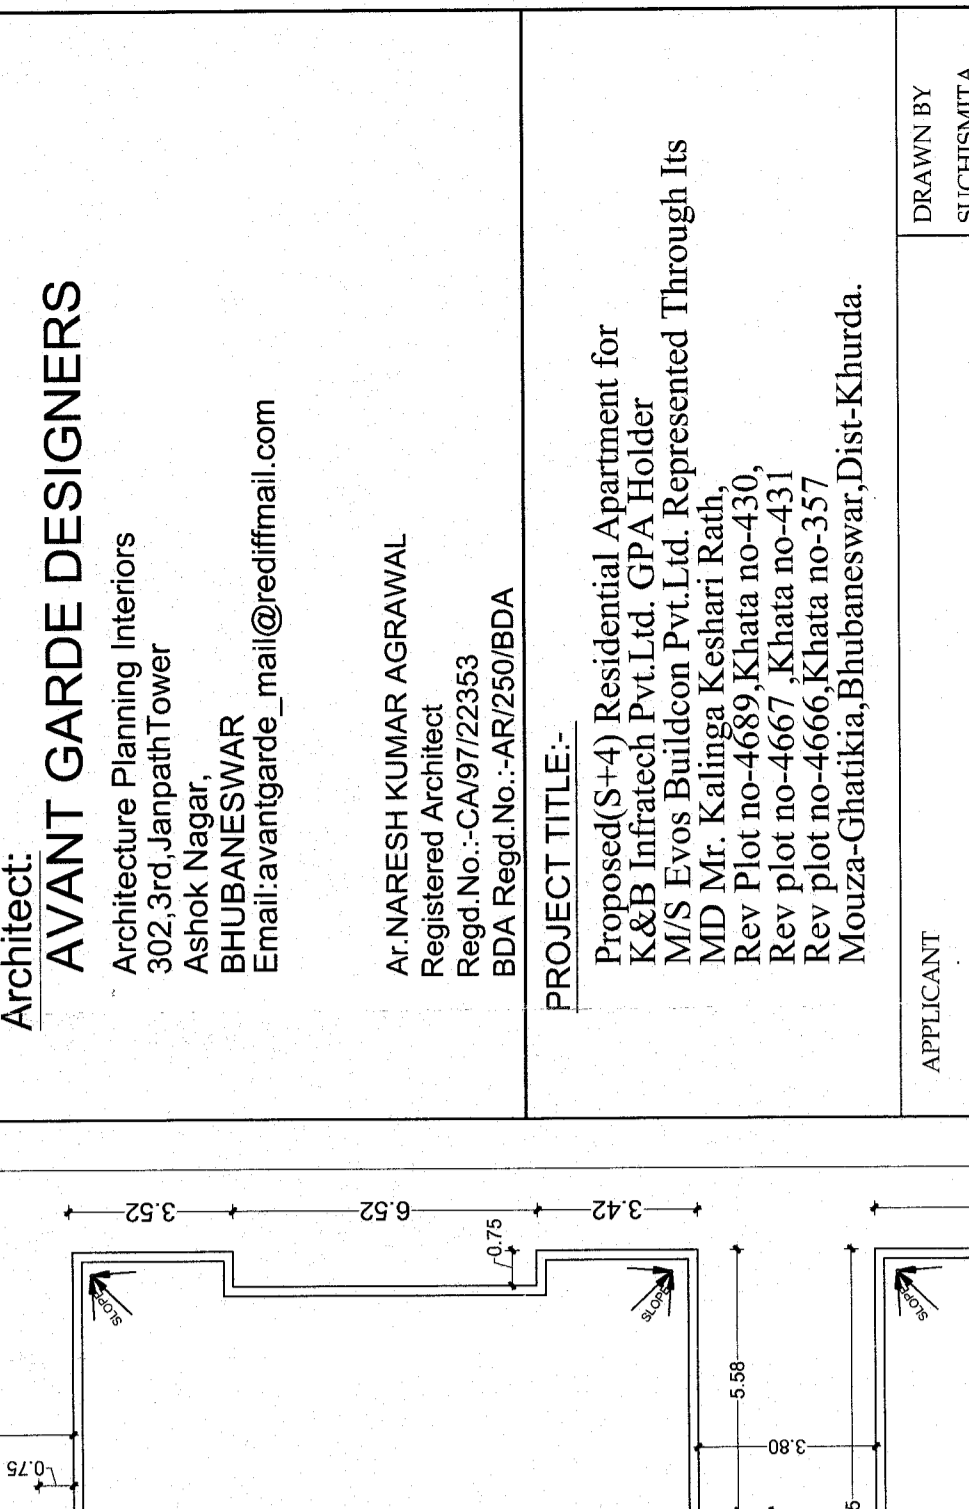 Architect:
AVANT GARDE DESIGNERS
Architecture Planning Interiors
302,3rd,JanpathTower
Ashok Nagar,
BHUBANESWAR
Email:avantgarde_mail@rediffmail.com
Ar.NARESH KUMAR AGRAWAL
Registered Architect
Regd.No.:-CA/97/22353
BDA Regd.No.:-AR/250/BDA
PROJECT TITLE:-
Proposed(S+4) Residential Apartment for
K&B Infratech Pvt.Ltd. GPA Holder
M/S Evos Buildcon Pvt.Ltd. Represented Through Its
MD Mr. Kalinga Keshari Rath,
Rev Plot no-4689,Khata no-430,
Rev plot no-4667 ,Khata no-431
Rev plot no-4666,Khata no-357
Mouza-Ghatikia,Bhubaneswar,Dist-Khurda.
APPLICANT
DRAWN BY
SUCHISMITA
3.52
6.52
3.42
0.75
0.75
SLOPE
SLOPE
SLOPE
5.58
3.80
5